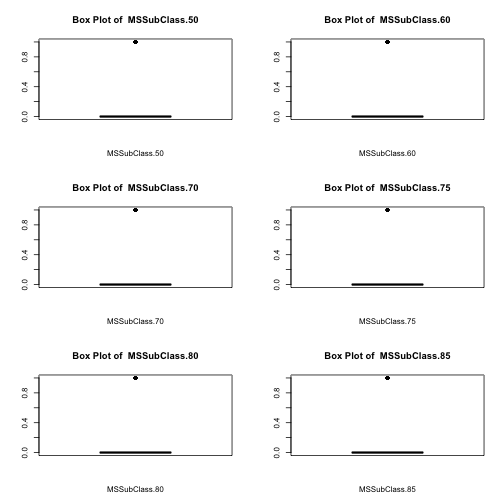 Box Plot of  MSSubClass.50
0.8
0.4
0.0
MSSubClass.50
Box Plot of  MSSubClass.60
0.8
0.4
0.0
MSSubClass.60
Box Plot of  MSSubClass.70
0.8
0.4
0.0
MSSubClass.70
Box Plot of  MSSubClass.75
0.8
0.4
0.0
MSSubClass.75
Box Plot of  MSSubClass.80
0.8
0.4
0.0
MSSubClass.80
Box Plot of  MSSubClass.85
0.8
0.4
0.0
MSSubClass.85